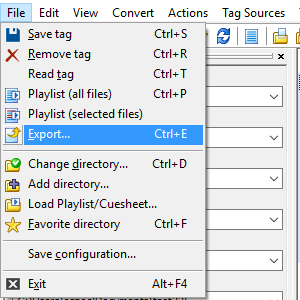 File Edit View Convert Actions Tag Sources
Save tag Ctrl+S
Remove tag Ctrl+R
Read tag Ctrl+T
Playlist (all files) Ctrl+P
Playlist (selected files)
Export... Ctrl+E
Change directory... Ctrl+D
Add directory...
Load Playlist/Cuesheet...
Favorite directory Ctrl+F
Save configuration...
Exit Alt+F4